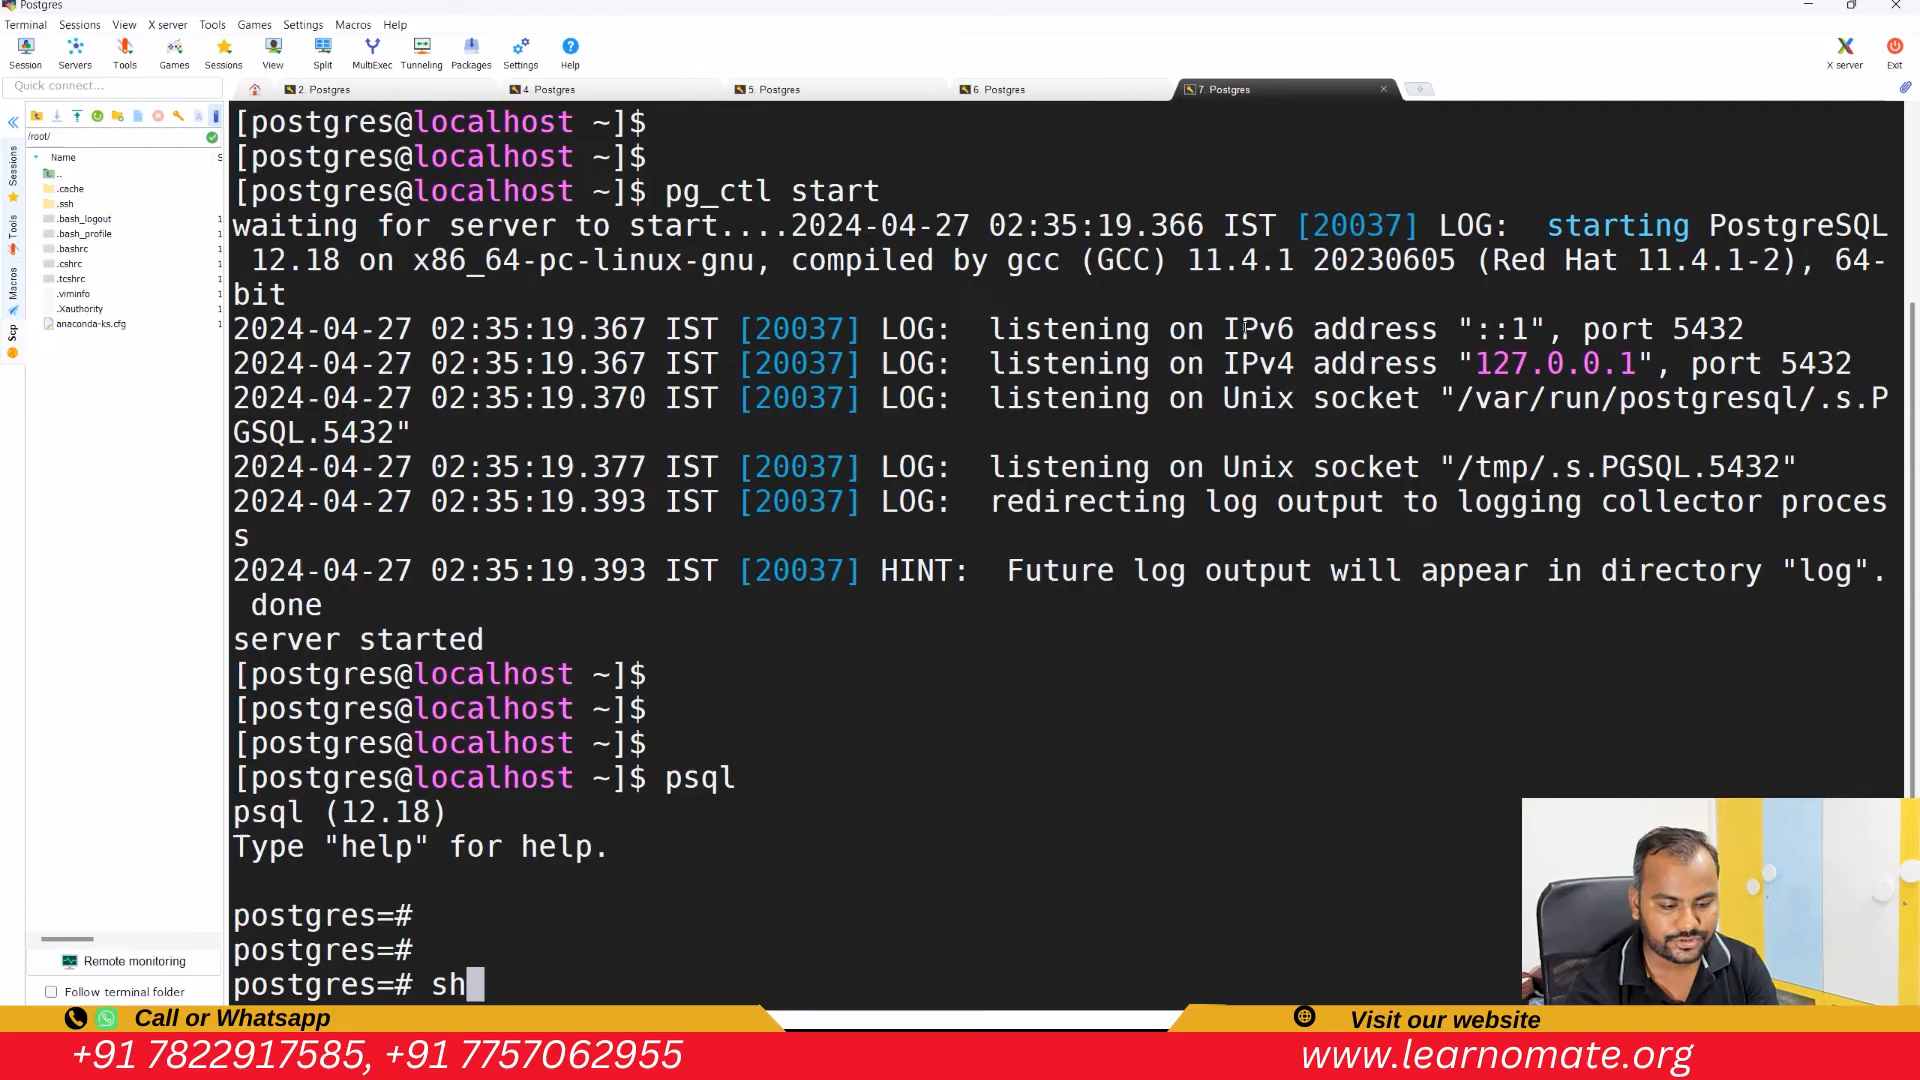 Postgres
Terminal Sessions View X server Tools Games Settings Macros Help
Session Servers Tools Games Sessions View Split MultiExec Tunneling Packages Settings Help X server Exit
Quick connect...
2. Postgres 4. Postgres 5. Postgres 6. Postgres 7. Postgres
/root/
Name S
..
.cache
.ssh
.bash_logout 1
.bash_profile 1
.bashrc 1
.cshrc 1
.tcshrc 1
.viminfo 1
.Xauthority 1
anaconda-ks.cfg 1
Sessions
Tools
Macros
Scp
Remote monitoring
Follow terminal folder
[postgres@localhost ~]$
[postgres@localhost ~]$
[postgres@localhost ~]$ pg_ctl start
waiting for server to start....2024-04-27 02:35:19.366 IST [20037] LOG:  starting PostgreSQL
 12.18 on x86_64-pc-linux-gnu, compiled by gcc (GCC) 11.4.1 20230605 (Red Hat 11.4.1-2), 64-
bit
2024-04-27 02:35:19.367 IST [20037] LOG:  listening on IPv6 address "::1", port 5432
2024-04-27 02:35:19.367 IST [20037] LOG:  listening on IPv4 address "127.0.0.1", port 5432
2024-04-27 02:35:19.370 IST [20037] LOG:  listening on Unix socket "/var/run/postgresql/.s.P
GSQL.5432"
2024-04-27 02:35:19.377 IST [20037] LOG:  listening on Unix socket "/tmp/.s.PGSQL.5432"
2024-04-27 02:35:19.393 IST [20037] LOG:  redirecting log output to logging collector proces
s
2024-04-27 02:35:19.393 IST [20037] HINT:  Future log output will appear in directory "log".
 done
server started
[postgres@localhost ~]$
[postgres@localhost ~]$
[postgres@localhost ~]$
[postgres@localhost ~]$ psql
psql (12.18)
Type "help" for help.
postgres=#
postgres=#
postgres=# sh
Call or Whatsapp
+91 7822917585, +91 7757062955
Visit our website
www.learnomate.org